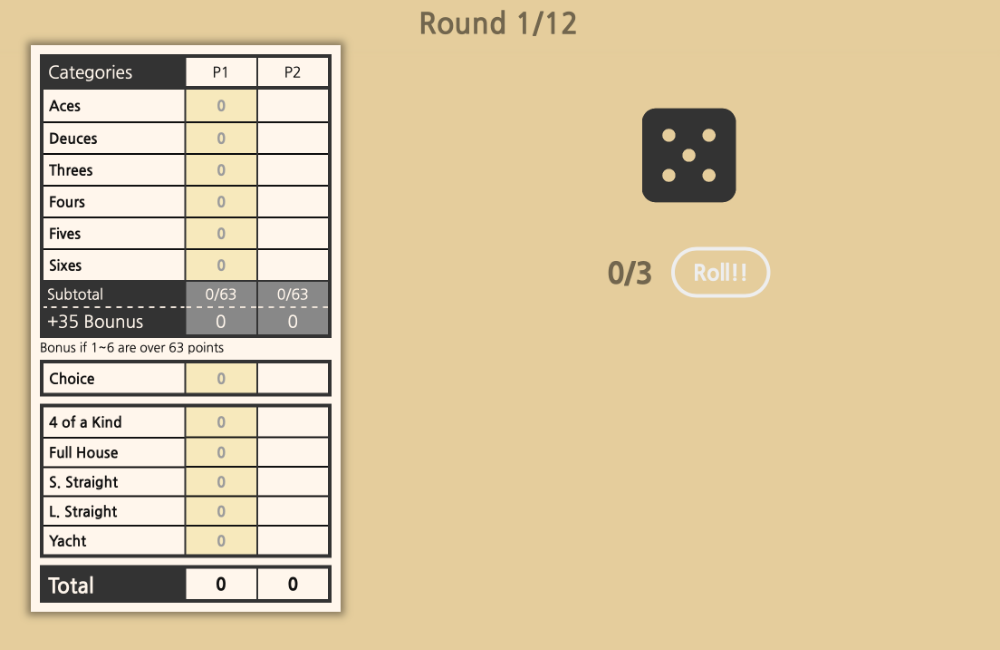 Round 1/12
Categories P1 P2
Aces 0
Deuces 0
Threes 0
Fours 0
Fives 0
Sixes 0
Subtotal 0/63 0/63
+35 Bounus 0 0
Bonus if 1~6 are over 63 points
Choice 0
4 of a Kind 0
Full House 0
S. Straight 0
L. Straight 0
Yacht 0
Total 0 0
0/3 Roll!!